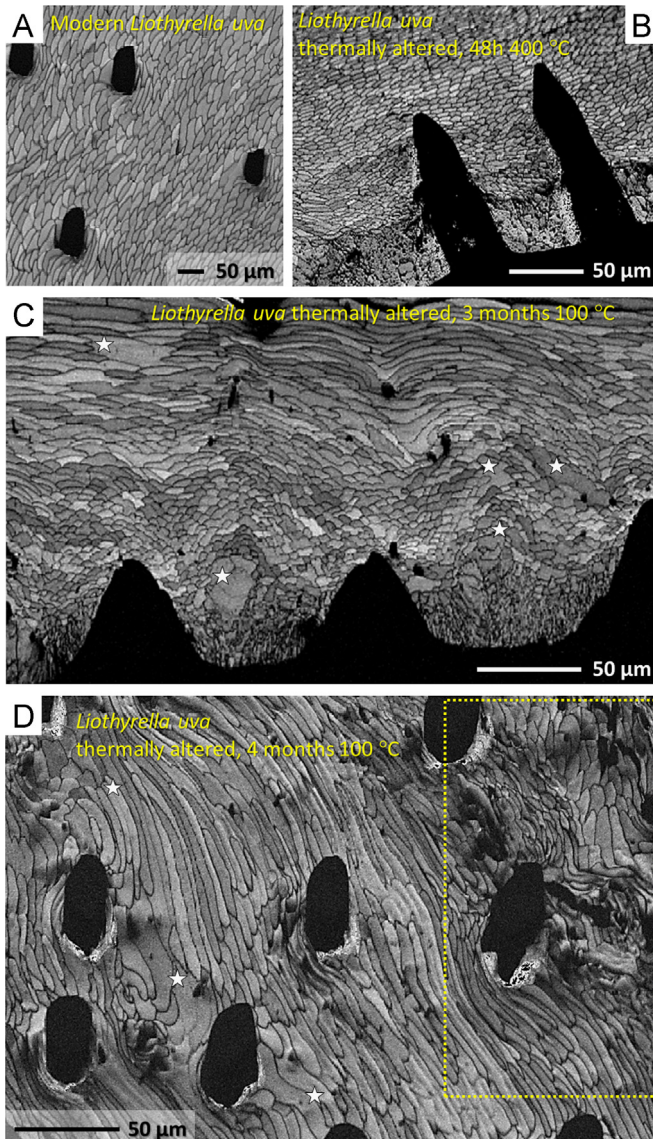 A
Modern Liothyrella uva
50 µm
Liothyrella uva
B
thermally altered, 48h 400 °C
50 µm
C
Liothyrella uva thermally altered, 3 months 100 °C
50 µm
D
Liothyrella uva
thermally altered, 4 months 100 °C
50 µm